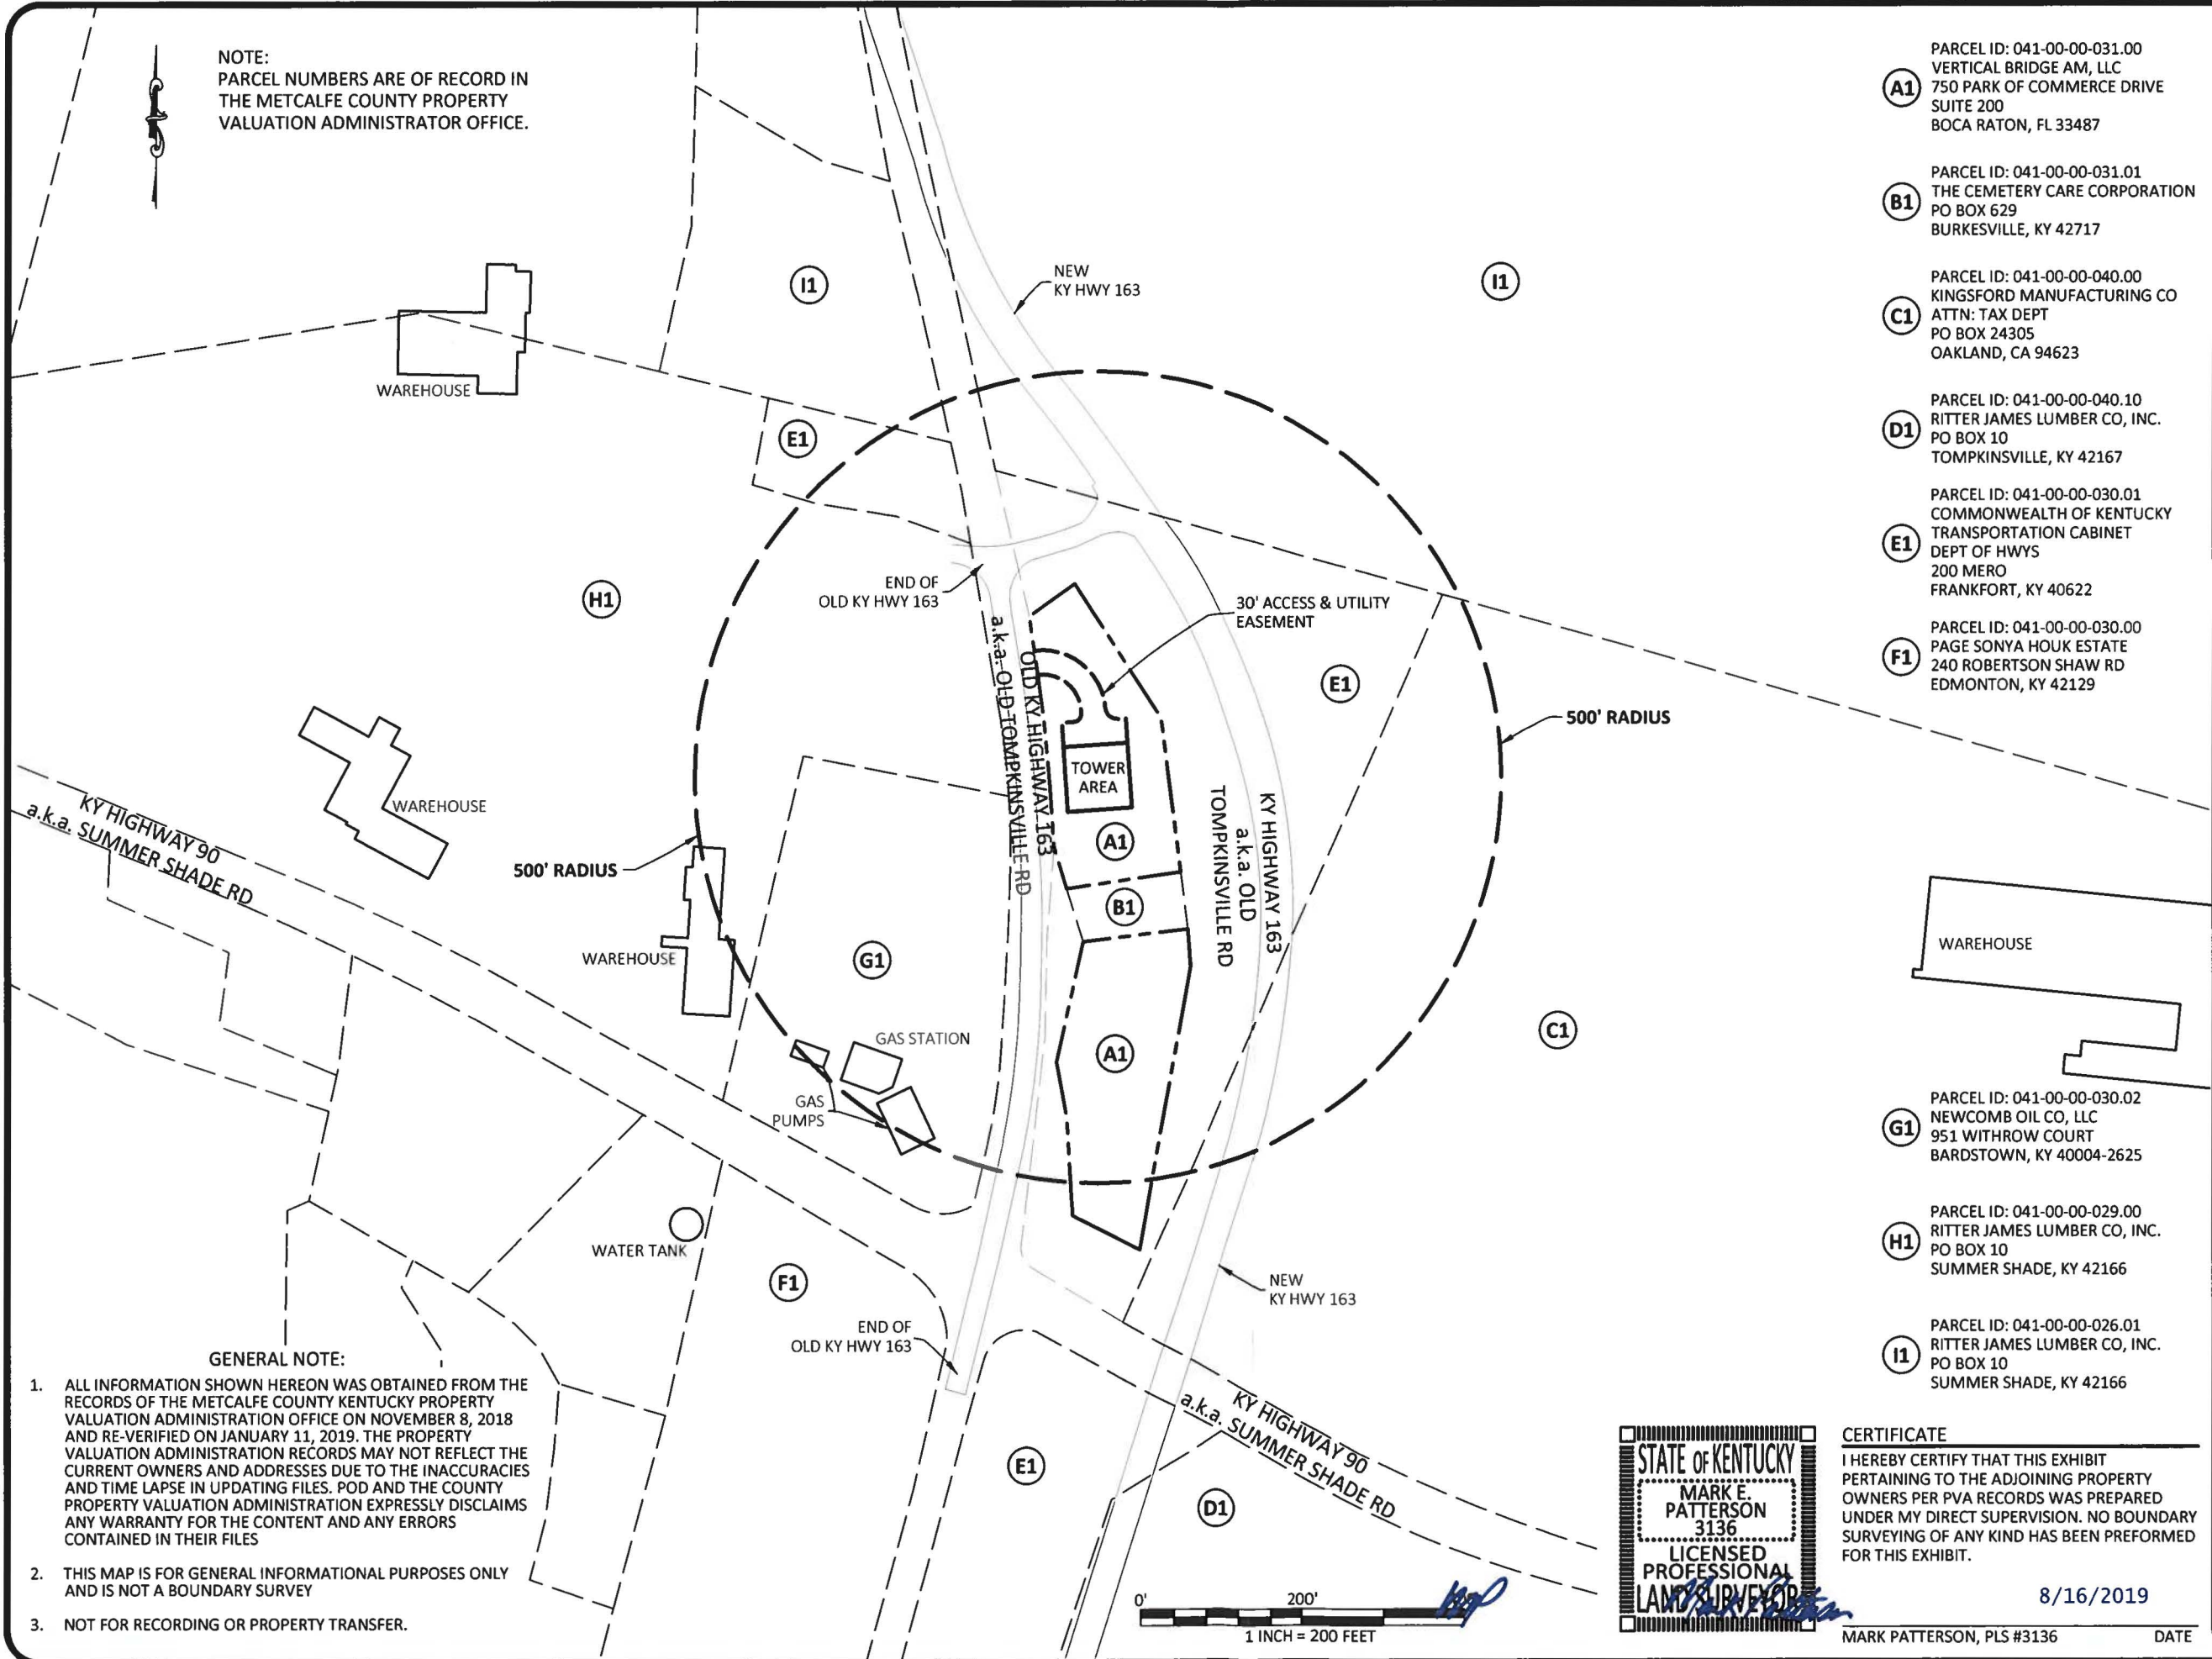 NOTE:
PARCEL NUMBERS ARE OF RECORD IN
THE METCALFE COUNTY PROPERTY
VALUATION ADMINISTRATOR OFFICE.
A1
PARCEL ID: 041-00-00-031.00
VERTICAL BRIDGE AM, LLC
750 PARK OF COMMERCE DRIVE
SUITE 200
BOCA RATON, FL 33487
B1
PARCEL ID: 041-00-00-031.01
THE CEMETERY CARE CORPORATION
PO BOX 629
BURKESVILLE, KY 42717
C1
PARCEL ID: 041-00-00-040.00
KINGSFORD MANUFACTURING CO
ATTN: TAX DEPT
PO BOX 24305
OAKLAND, CA 94623
D1
PARCEL ID: 041-00-00-040.10
RITTER JAMES LUMBER CO, INC.
PO BOX 10
TOMPKINSVILLE, KY 42167
E1
PARCEL ID: 041-00-00-030.01
COMMONWEALTH OF KENTUCKY
TRANSPORTATION CABINET
DEPT OF HWYS
200 MERO
FRANKFORT, KY 40622
F1
PARCEL ID: 041-00-00-030.00
PAGE SONYA HOUK ESTATE
240 ROBERTSON SHAW RD
EDMONTON, KY 42129
I1
NEW
KY HWY 163
I1
WAREHOUSE
E1
END OF
OLD KY HWY 163
H1
30' ACCESS & UTILITY
EASEMENT
OLD KY HIGHWAY 163
a.k.a. OLD TOMPKINSVILLE RD
E1
500' RADIUS
TOWER
AREA
A1
KY HIGHWAY 163
a.k.a. OLD
TOMPKINSVILLE RD
WAREHOUSE
KY HIGHWAY 90
a.k.a. SUMMER SHADE RD
500' RADIUS
B1
WAREHOUSE
G1
WAREHOUSE
C1
GAS STATION
A1
GAS
PUMPS
WATER TANK
F1
NEW
KY HWY 163
END OF
OLD KY HWY 163
E1
KY HIGHWAY 90
a.k.a. SUMMER SHADE RD
D1
G1
PARCEL ID: 041-00-00-030.02
NEWCOMB OIL CO, LLC
951 WITHROW COURT
BARDSTOWN, KY 40004-2625
H1
PARCEL ID: 041-00-00-029.00
RITTER JAMES LUMBER CO, INC.
PO BOX 10
SUMMER SHADE, KY 42166
I1
PARCEL ID: 041-00-00-026.01
RITTER JAMES LUMBER CO, INC.
PO BOX 10
SUMMER SHADE, KY 42166
GENERAL NOTE:
1. ALL INFORMATION SHOWN HEREON WAS OBTAINED FROM THE
RECORDS OF THE METCALFE COUNTY KENTUCKY PROPERTY
VALUATION ADMINISTRATION OFFICE ON NOVEMBER 8, 2018
AND RE-VERIFIED ON JANUARY 11, 2019. THE PROPERTY
VALUATION ADMINISTRATION RECORDS MAY NOT REFLECT THE
CURRENT OWNERS AND ADDRESSES DUE TO THE INACCURACIES
AND TIME LAPSE IN UPDATING FILES. POD AND THE COUNTY
PROPERTY VALUATION ADMINISTRATION EXPRESSLY DISCLAIMS
ANY WARRANTY FOR THE CONTENT AND ANY ERRORS
CONTAINED IN THEIR FILES
2. THIS MAP IS FOR GENERAL INFORMATIONAL PURPOSES ONLY
AND IS NOT A BOUNDARY SURVEY
3. NOT FOR RECORDING OR PROPERTY TRANSFER.
0' 200'
1 INCH = 200 FEET
STATE OF KENTUCKY
MARK E.
PATTERSON
3136
LICENSED
PROFESSIONAL
LAND SURVEYOR
Mark Patterson
CERTIFICATE
I HEREBY CERTIFY THAT THIS EXHIBIT
PERTAINING TO THE ADJOINING PROPERTY
OWNERS PER PVA RECORDS WAS PREPARED
UNDER MY DIRECT SUPERVISION. NO BOUNDARY
SURVEYING OF ANY KIND HAS BEEN PREFORMED
FOR THIS EXHIBIT.
8/16/2019
MARK PATTERSON, PLS #3136 DATE